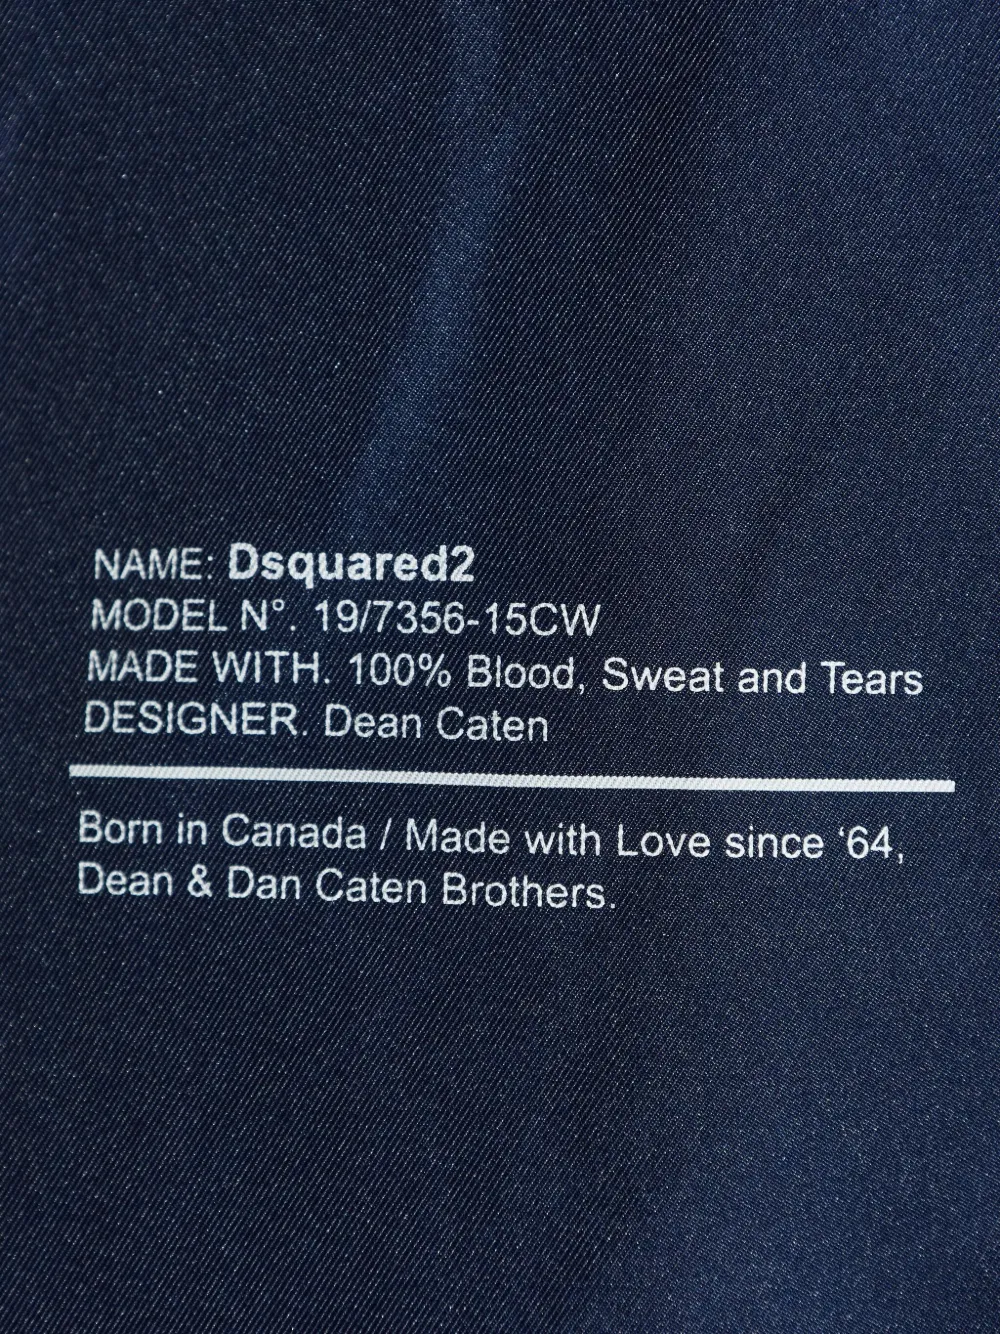 NAME: Dsquared2
MODEL N°. 19/7356-15CW
MADE WITH. 100% Blood, Sweat and Tears
DESIGNER. Dean Caten
Born in Canada / Made with Love since ‘64,
Dean & Dan Caten Brothers.